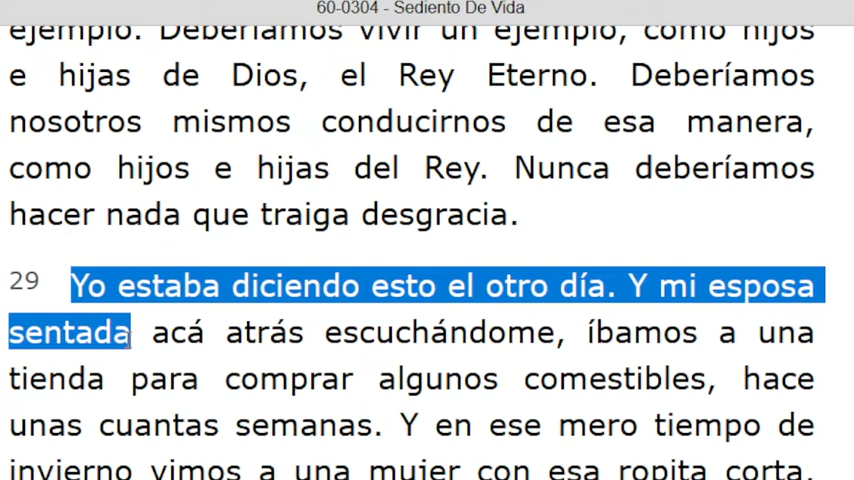 60-0304 - Sediento De Vida
ejemplo. Deberíamos vivir un ejemplo, como hijos
e hijas de Dios, el Rey Eterno. Deberíamos
nosotros mismos conducirnos de esa manera,
como hijos e hijas del Rey. Nunca deberíamos
hacer nada que traiga desgracia.
29 Yo estaba diciendo esto el otro día. Y mi esposa
sentada acá atrás escuchándome, íbamos a una
tienda para comprar algunos comestibles, hace
unas cuantas semanas. Y en ese mero tiempo de
invierno vimos a una mujer con esa ropita corta,